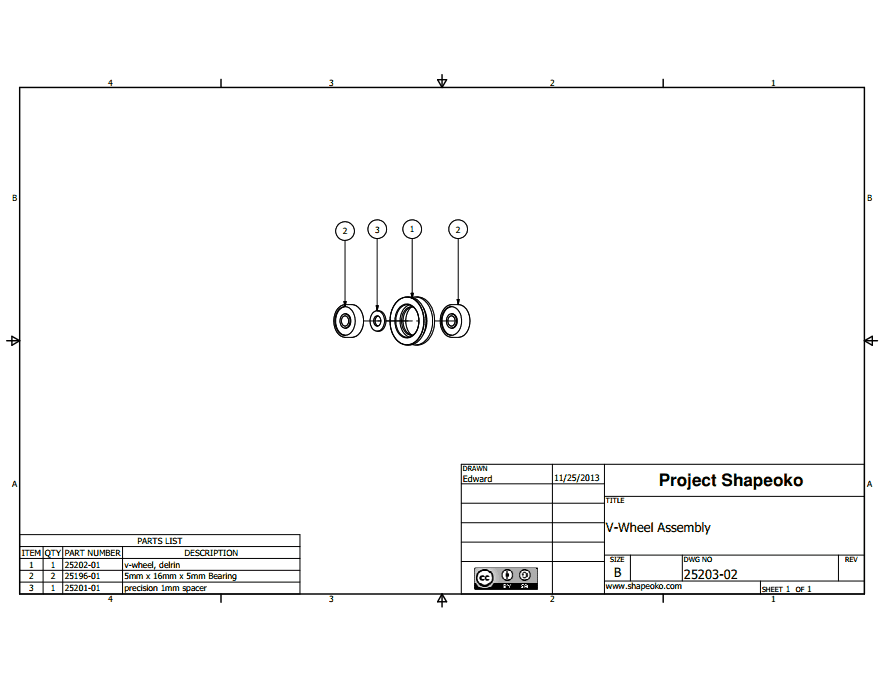 4 3 2 1
B B
2 3 1 2
A A
DRAWN
Edward 11/25/2013
Project Shapeoko
TITLE
V-Wheel Assembly
SIZE DWG NO REV
B 25203-02
www.shapeoko.com SHEET 1 OF 1
cc BY SA
PARTS LIST
ITEM QTY PART NUMBER DESCRIPTION
1 1 25202-01 v-wheel, delrin
2 2 25196-01 5mm x 16mm x 5mm Bearing
3 1 25201-01 precision 1mm spacer
4 3 2 1